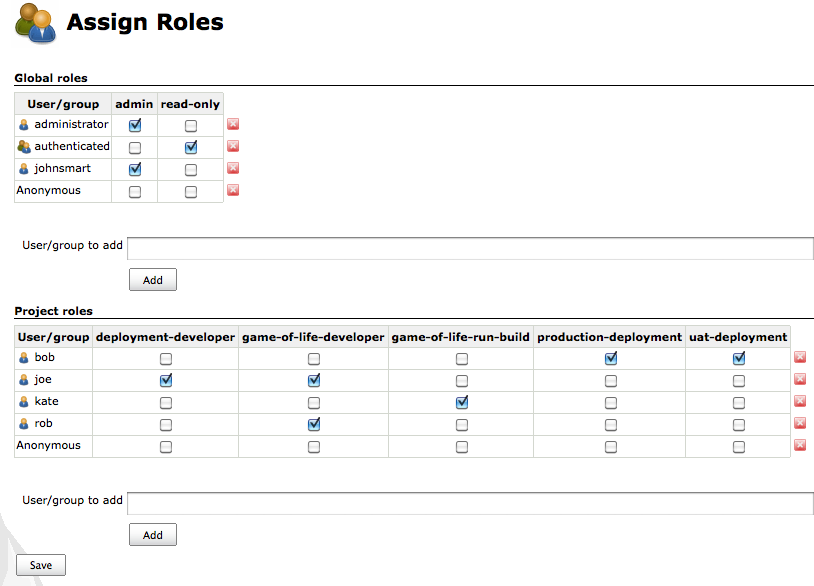 Assign Roles
Global roles
User/group admin read-only
administrator
authenticated
johnsmart
Anonymous
User/group to add
Add
Project roles
User/group deployment-developer game-of-life-developer game-of-life-run-build production-deployment uat-deployment
bob
joe
kate
rob
Anonymous
User/group to add
Add
Save